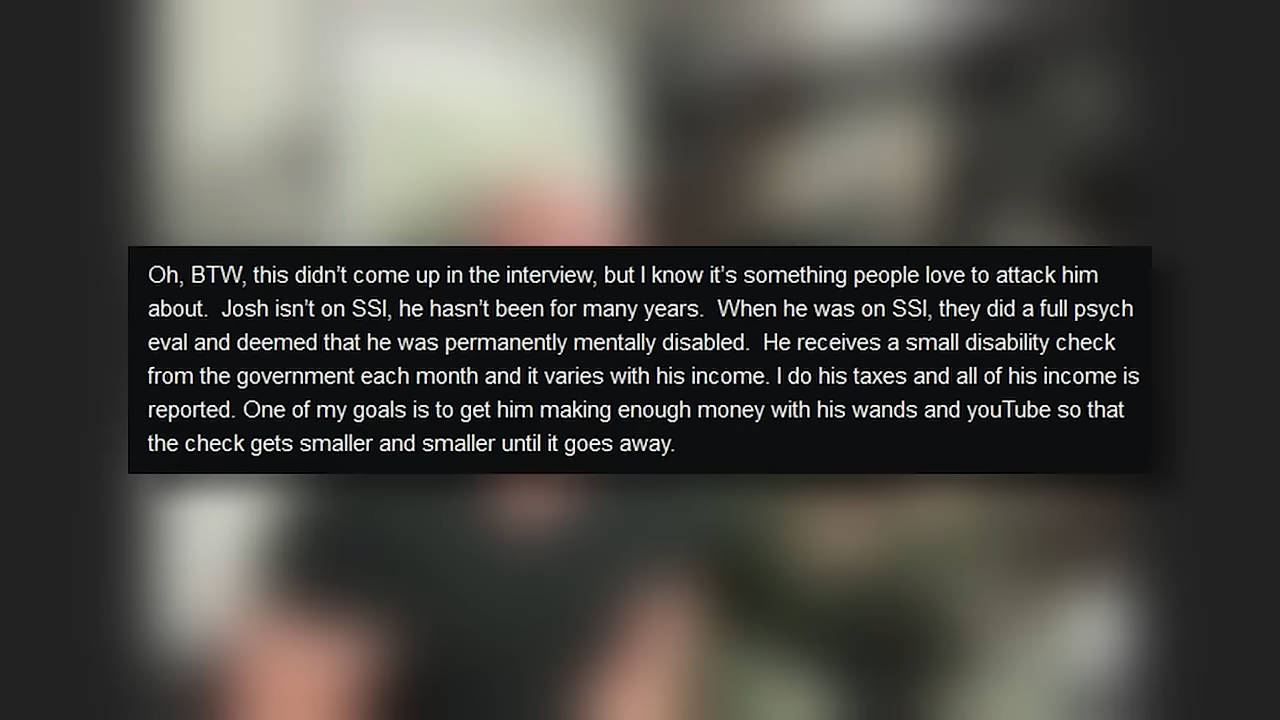 Oh, BTW, this didn't come up in the interview, but I know it's something people love to attack him
about.  Josh isn't on SSI, he hasn't been for many years.  When he was on SSI, they did a full psych
eval and deemed that he was permanently mentally disabled.  He receives a small disability check
from the government each month and it varies with his income. I do his taxes and all of his income is
reported. One of my goals is to get him making enough money with his wands and youTube so that
the check gets smaller and smaller until it goes away.